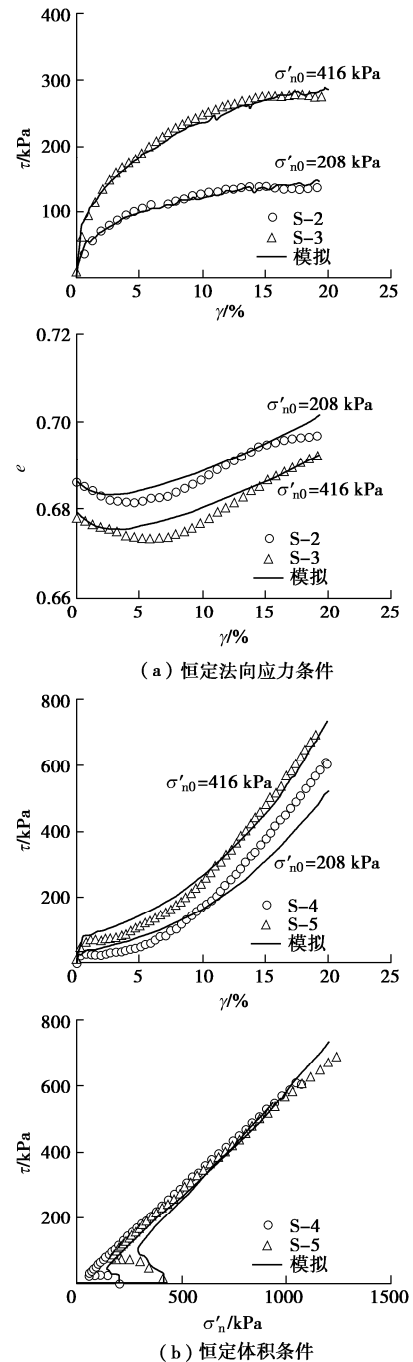 400
300
200
100
0
τ/kPa
σ′n0=416 kPa
σ′n0=208 kPa
S-2
S-3
模拟
0 5 10 15 20 25
γ/%
0.72
0.70
0.68
0.66
e
σ′n0=208 kPa
σ′n0=416 kPa
S-2
S-3
模拟
0 5 10 15 20 25
γ/%
(a) 恒定法向应力条件
800
600
400
200
τ/kPa
σ′n0=416 kPa
σ′n0=208 kPa
S-4
S-5
模拟
0 5 10 15 20 25
γ/%
800
600
400
200
τ/kPa
S-4
S-5
模拟
0 500 1000 1500
σ′n/kPa
(b) 恒定体积条件